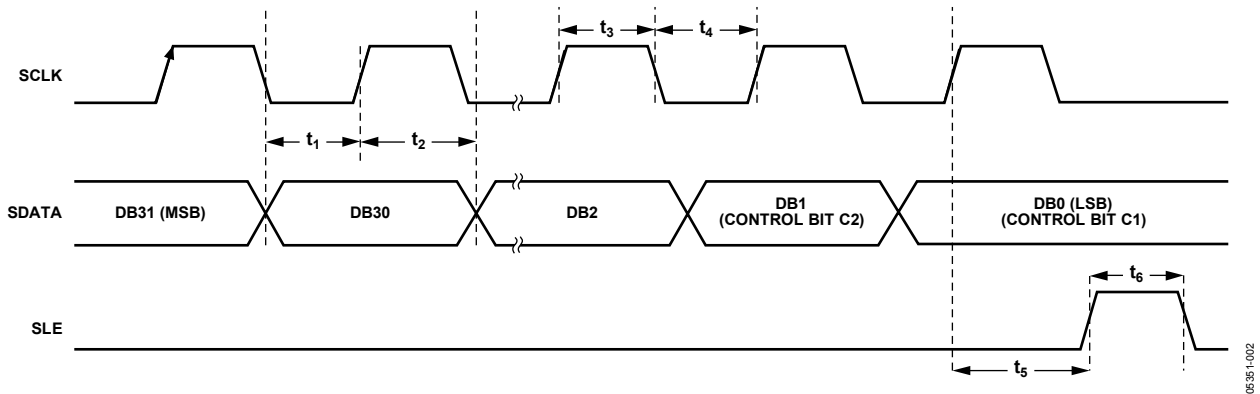 t3
t4
SCLK
t1
t2
SDATA
DB31 (MSB)
DB30
DB2
DB1
(CONTROL BIT C2)
DB0 (LSB)
(CONTROL BIT C1)
t6
SLE
t5
05351-002